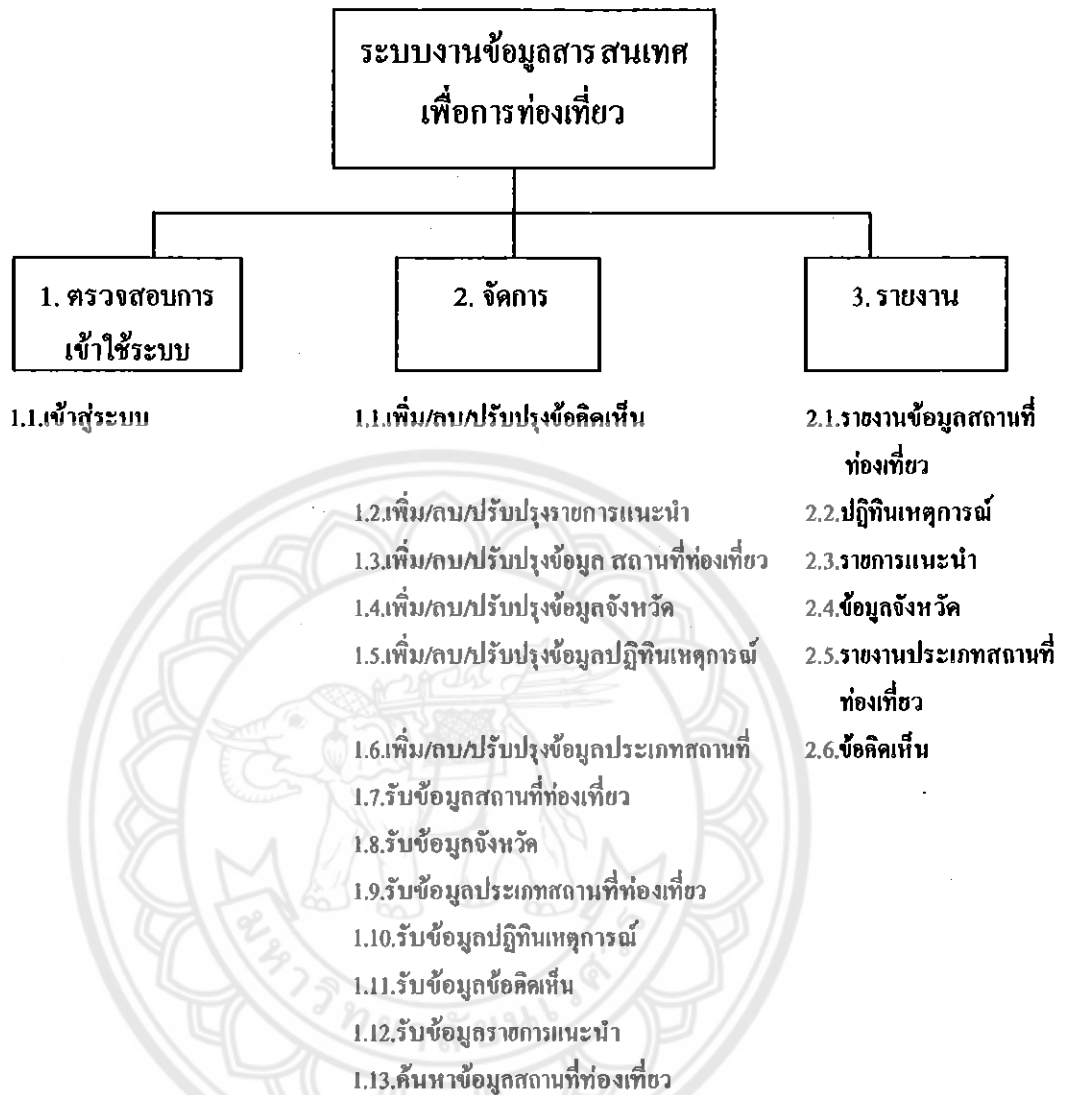 ระบบงานข้อมูลสาร สนเทศ
เพื่อการท่องเที่ยว
1. ตรวจสอบการ
เข้าใช้ระบบ
2. จัดการ
3. รายงาน
1.1.เข้าสู่ระบบ
1.1.เพิ่ม/ลบ/ปรับปรุงข้อคิดเห็น
1.2.เพิ่ม/ลบ/ปรับปรุงรายการแนะนำ
1.3.เพิ่ม/ลบ/ปรับปรุงข้อมูล สถานที่ท่องเที่ยว
1.4.เพิ่ม/ลบ/ปรับปรุงข้อมูลจังหวัด
1.5.เพิ่ม/ลบ/ปรับปรุงข้อมูลปฏิทินเหตุการณ์
1.6.เพิ่ม/ลบ/ปรับปรุงข้อมูลประเภทสถานที่
1.7.รับข้อมูลสถานที่ท่องเที่ยว
1.8.รับข้อมูลจังหวัด
1.9.รับข้อมูลประเภทสถานที่ท่องเที่ยว
1.10.รับข้อมูลปฏิทินเหตุการณ์
1.11.รับข้อมูลข้อคิดเห็น
1.12.รับข้อมูลรายการแนะนำ
1.13.ค้นหาข้อมูลสถานที่ท่องเที่ยว
2.1.รายงานข้อมูลสถานที่
ท่องเที่ยว
2.2.ปฏิทินเหตุการณ์
2.3.รายการแนะนำ
2.4.ข้อมูลจังหวัด
2.5.รายงานประเภทสถานที่
ท่องเที่ยว
2.6.ข้อคิดเห็น
มหาวิทยาลัยนเรศวร